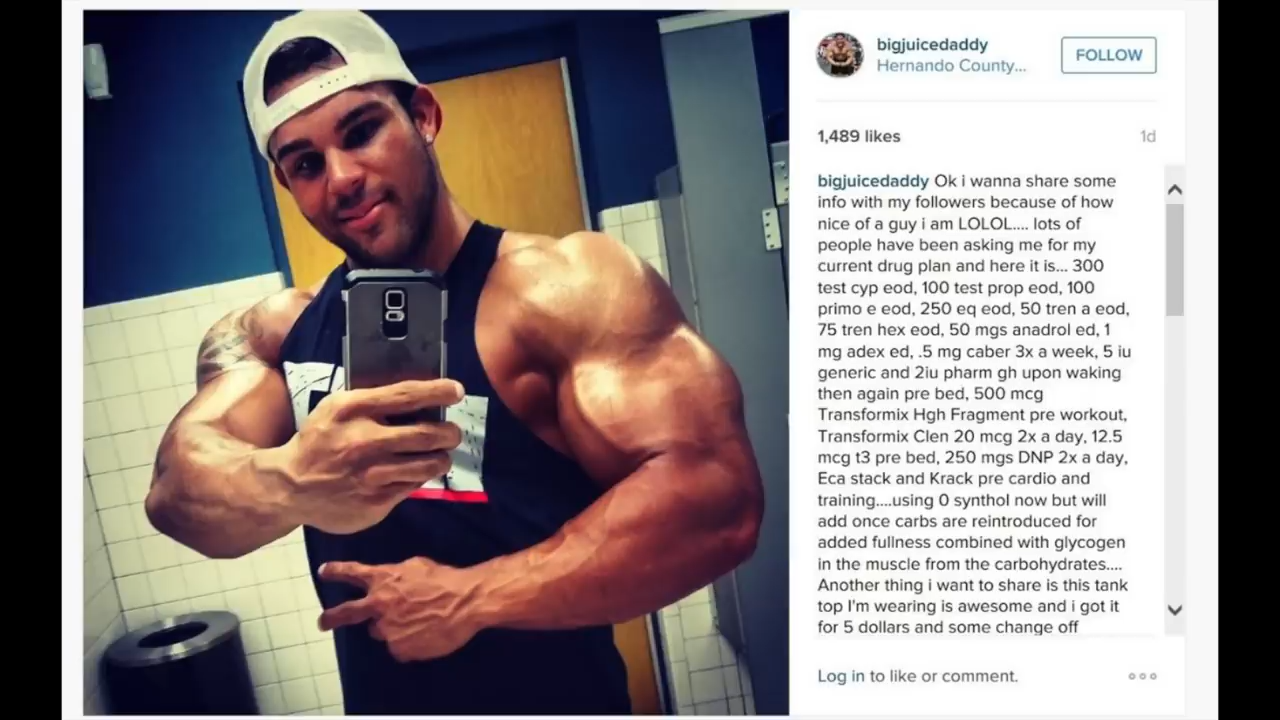 bigjuicedaddy
Hernando County...
FOLLOW
1,489 likes
1d
bigjuicedaddy Ok i wanna share some
info with my followers because of how
nice of a guy i am LOLOL.... lots of
people have been asking me for my
current drug plan and here it is... 300
test cyp eod, 100 test prop eod, 100
primo e eod, 250 eq eod, 50 tren a eod,
75 tren hex eod, 50 mgs anadrol ed, 1
mg adex ed, .5 mg caber 3x a week, 5 iu
generic and 2iu pharm gh upon waking
then again pre bed, 500 mcg
Transformix Hgh Fragment pre workout,
Transformix Clen 20 mcg 2x a day, 12.5
mcg t3 pre bed, 250 mgs DNP 2x a day,
Eca stack and Krack pre cardio and
training....using 0 synthol now but will
add once carbs are reintroduced for
added fullness combined with glycogen
in the muscle from the carbohydrates....
Another thing i want to share is this tank
top I'm wearing is awesome and i got it
for 5 dollars and some change off
Log in to like or comment.